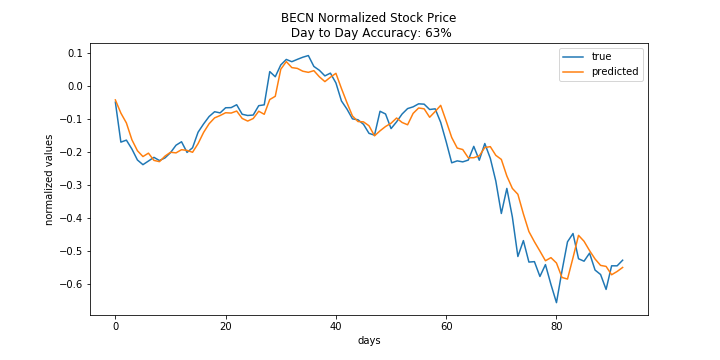 BECN Normalized Stock Price
Day to Day Accuracy: 63%
true
predicted
normalized values
0.1
0.0
−0.1
−0.2
−0.3
−0.4
−0.5
−0.6
0
20
40
60
80
days